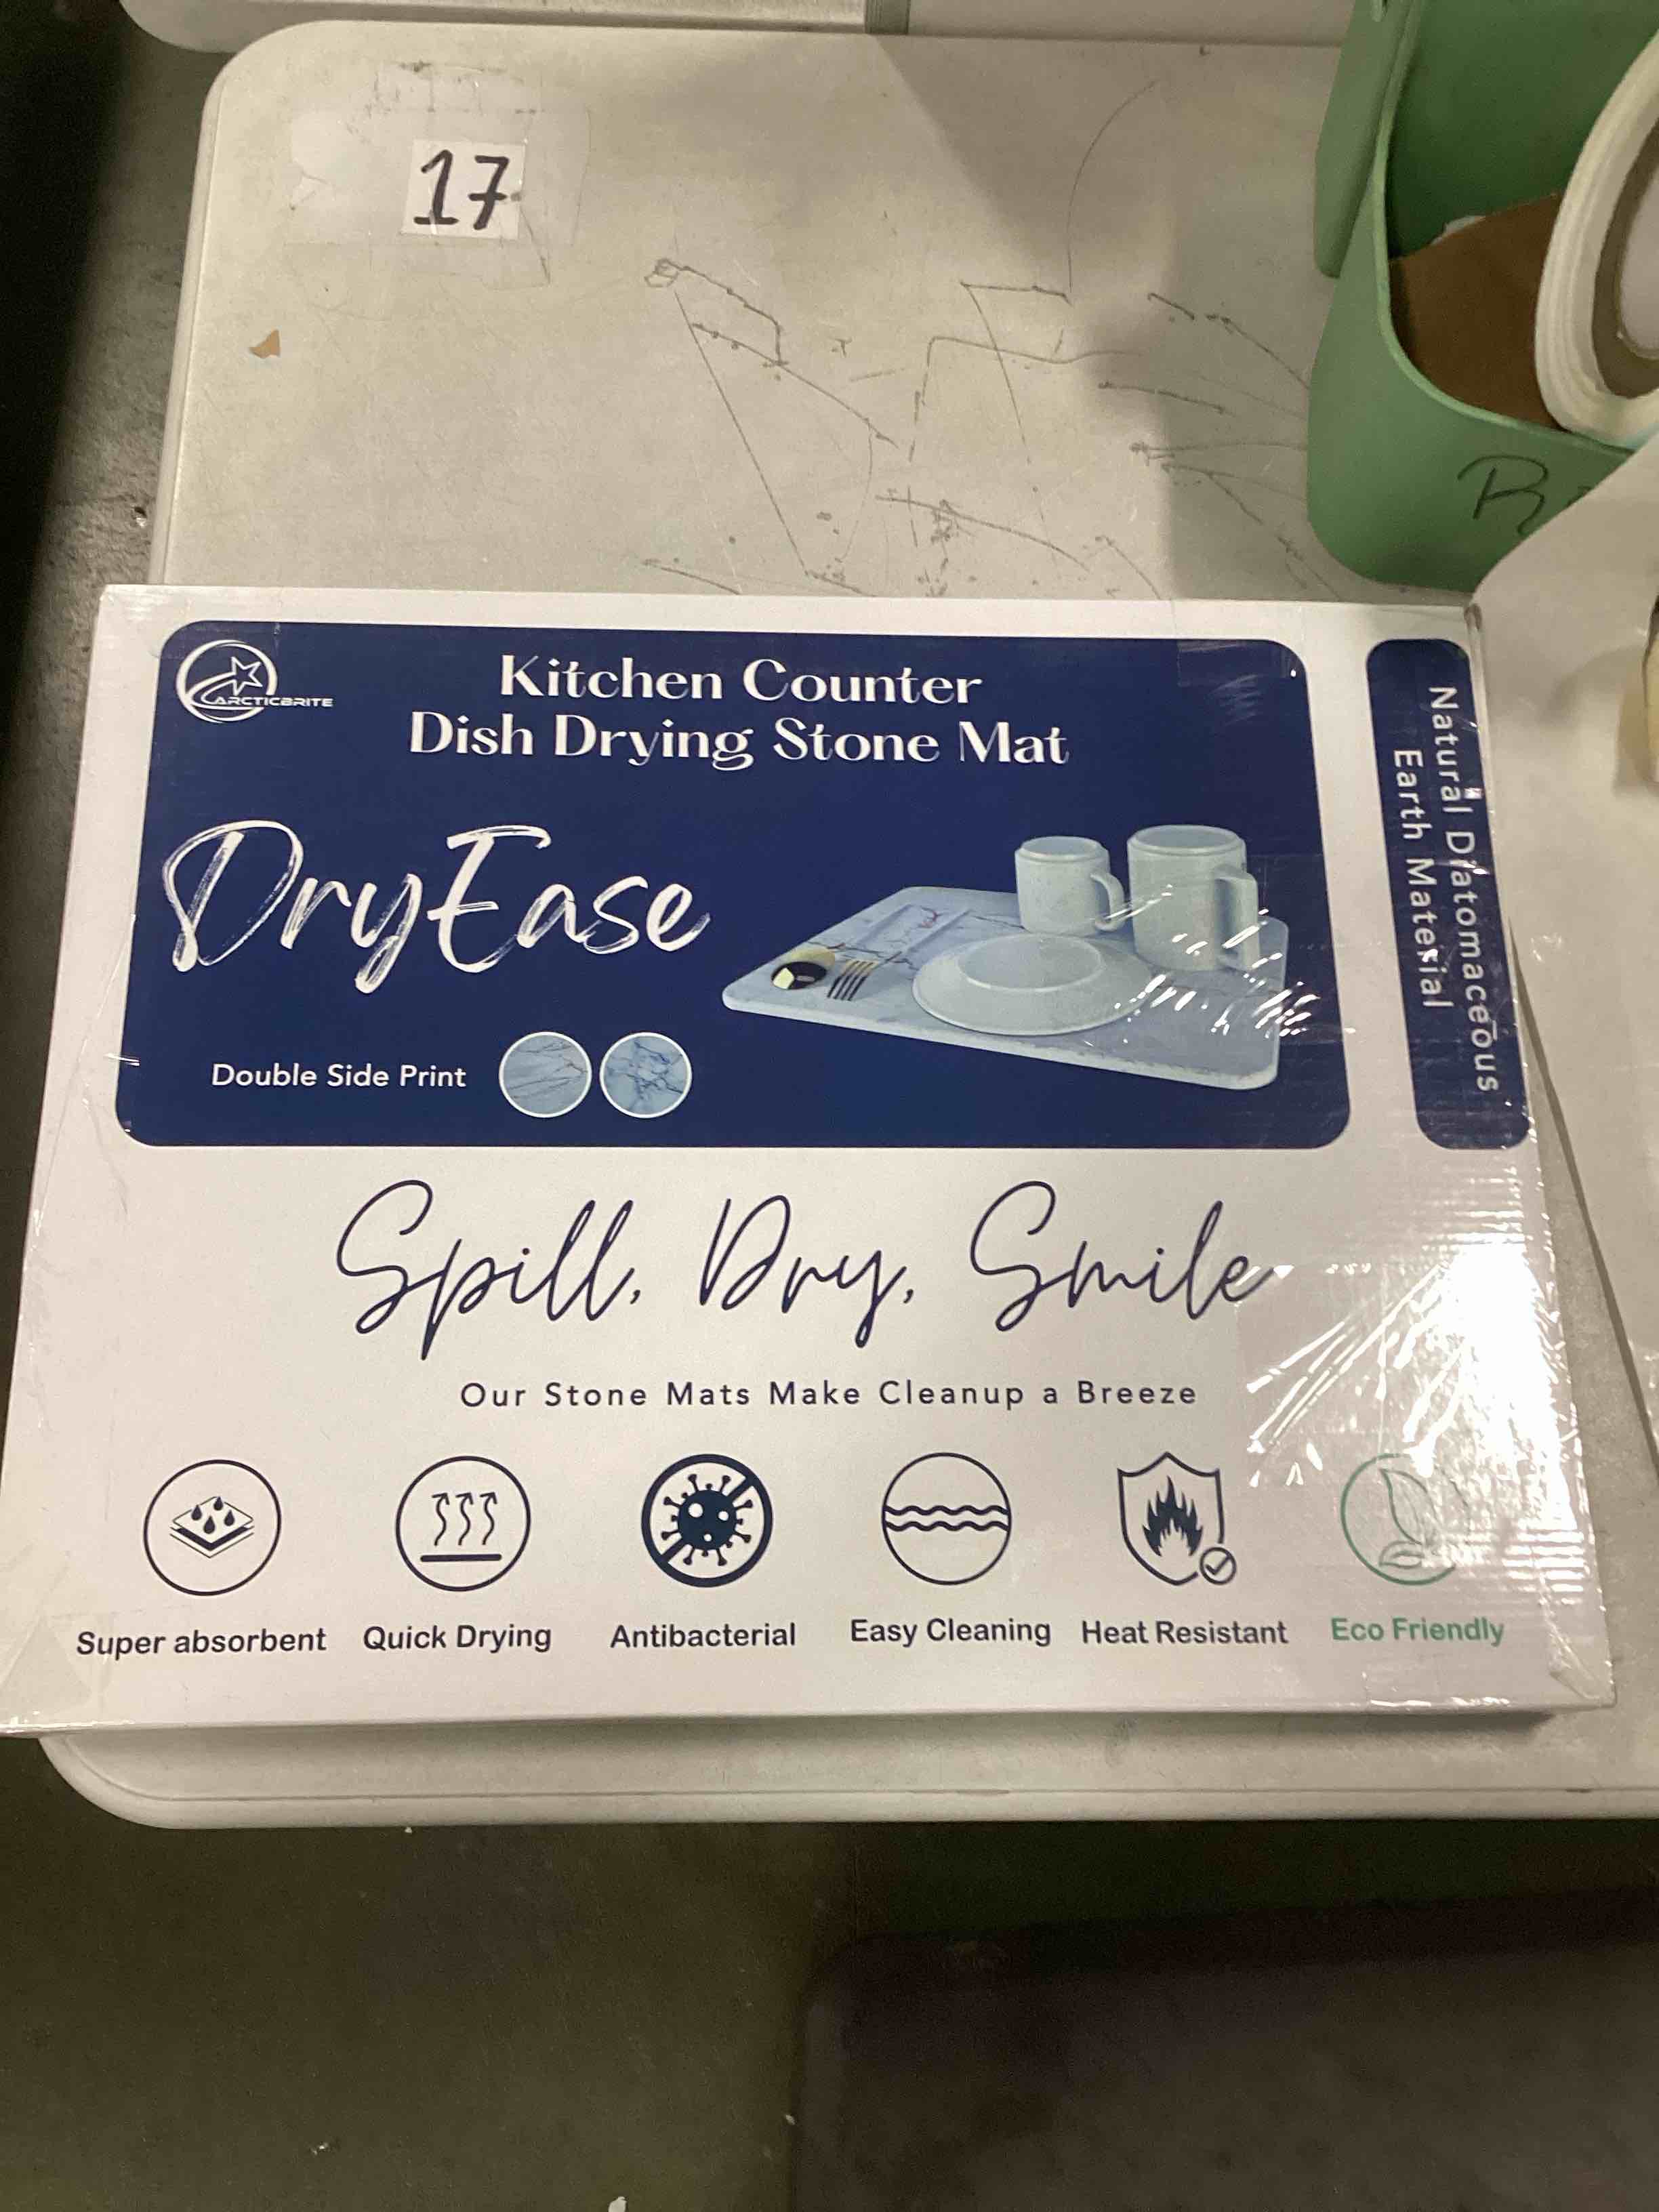 17
R
ARCTICBRITE
Kitchen Counter
Dish Drying Stone Mat
DryEase
Double Side Print
Natural Diatomaceous
Earth Material
Spill, Dry, Smile
Our Stone Mats Make Cleanup a Breeze
Super absorbent
Quick Drying
Antibacterial
Easy Cleaning
Heat Resistant
Eco Friendly